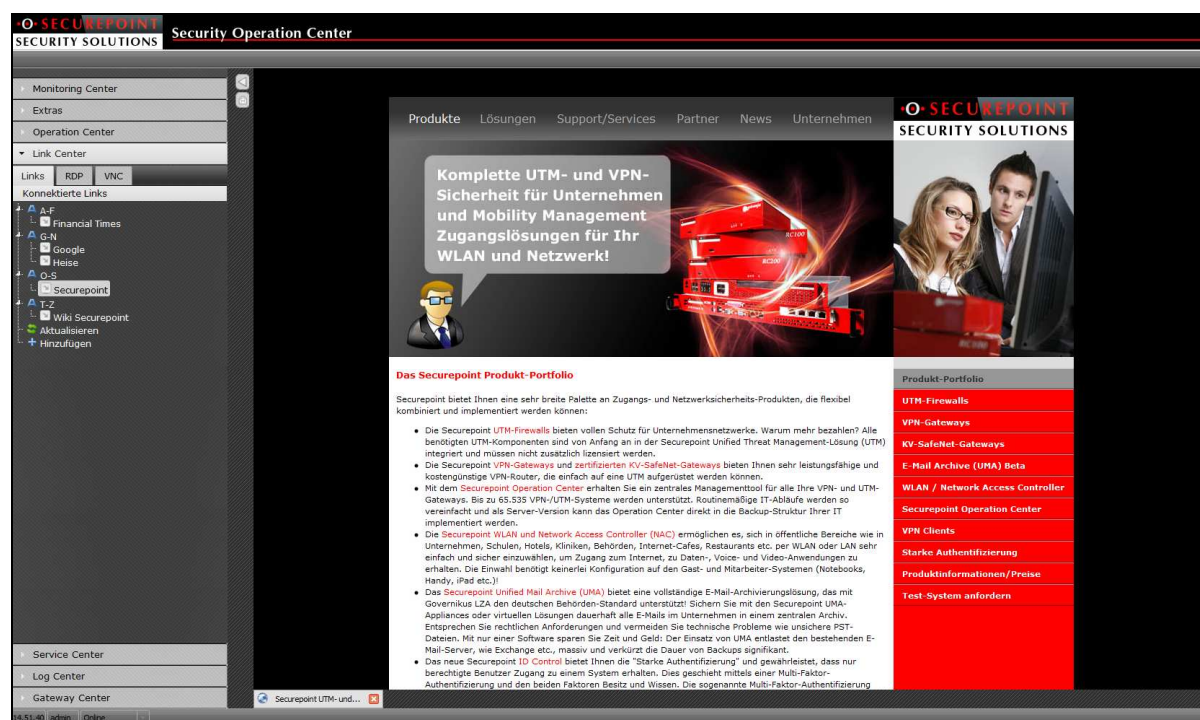 SECUREPOINT
SECURITY SOLUTIONS
Security Operation Center
Monitoring Center
Extras
Operation Center
Link Center
Links RDP VNC
Konnektierte Links
A-F
Financial Times
G-N
Google
Heise
O-S
Securepoint
T-Z
Wiki Securepoint
Aktualisieren
Hinzufügen
Service Center
Log Center
Gateway Center
14.51.40 admin Online
Produkte Lösungen Support/Services Partner News Unternehmen
SECUREPOINT
SECURITY SOLUTIONS
Komplette UTM- und VPN-
Sicherheit für Unternehmen
und Mobility Management
Zugangslösungen für Ihr
WLAN und Netzwerk!
RC100
RC200
RC100
Das Securepoint Produkt-Portfolio
Securepoint bietet Ihnen eine sehr breite Palette an Zugangs- und Netzwerksicherheits-Produkten, die flexibel
kombiniert und implementiert werden können:
Die Securepoint UTM-Firewalls bieten vollen Schutz für Unternehmensnetzwerke. Warum mehr bezahlen? Alle
benötigten UTM-Komponenten sind von Anfang an in der Securepoint Unified Threat Management-Lösung (UTM)
integriert und müssen nicht zusätzlich lizensiert werden.
Die Securepoint VPN-Gateways und zertifizierten KV-SafeNet-Gateways bieten Ihnen sehr leistungsfähige und
kostengünstige VPN-Router, die einfach auf eine UTM aufgerüstet werden können.
Mit dem Securepoint Operation Center erhalten Sie ein zentrales Managementtool für alle Ihre VPN- und UTM-
Gateways. Bis zu 65.535 VPN-/UTM-Systeme werden unterstützt. Routinemäßige IT-Abläufe werden so
vereinfacht und als Server-Version kann das Operation Center direkt in die Backup-Struktur Ihrer IT
implementiert werden.
Die Securepoint WLAN und Network Access Controller (NAC) ermöglichen es, sich in öffentliche Bereiche wie in
Unternehmen, Schulen, Hotels, Kliniken, Behörden, Internet-Cafes, Restaurants etc. per WLAN oder LAN sehr
einfach und sicher einzuwählen, um Zugang zum Internet, zu Daten-, Voice- und Video-Anwendungen zu
erhalten. Die Einwahl benötigt keinerlei Konfiguration auf den Gast- und Mitarbeiter-Systemen (Notebooks,
Handy, iPad etc.)!
Das Securepoint Unified Mail Archive (UMA) bietet eine vollständige E-Mail-Archivierungslösung, das mit
Governikus LZA den deutschen Behörden-Standard unterstützt! Sichern Sie mit den Securepoint UMA-
Appliances oder virtuellen Lösungen dauerhaft alle E-Mails im Unternehmen in einem zentralen Archiv.
Entsprechen Sie rechtlichen Anforderungen und vermeiden Sie technische Probleme wie unsichere PST-
Dateien. Mit nur einer Software sparen Sie Zeit und Geld: Der Einsatz von UMA entlastet den bestehenden E-
Mail-Server, wie Exchange etc., massiv und verkürzt die Dauer von Backups signifikant.
Das neue Securepoint ID Control bietet Ihnen die "Starke Authentifizierung" und gewährleistet, dass nur
berechtigte Benutzer Zugang zu einem System erhalten. Dies geschieht mittels einer Multi-Faktor-
Authentifizierung und den beiden Faktoren Besitz und Wissen. Die sogenannte Multi-Faktor-Authentifizierung
Produkt-Portfolio
UTM-Firewalls
VPN-Gateways
KV-SafeNet-Gateways
E-Mail Archive (UMA) Beta
WLAN / Network Access Controller
Securepoint Operation Center
VPN Clients
Starke Authentifizierung
Produktinformationen/Preise
Test-System anfordern
Securepoint UTM- und...